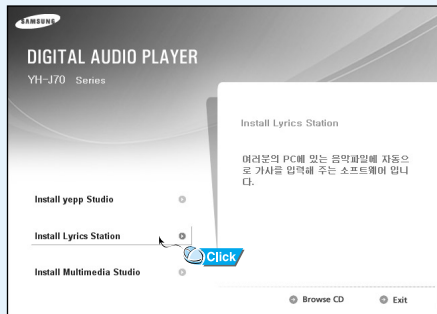 SAMSUNG
DIGITAL AUDIO PLAYER
YH-J70 Series
Install Lyrics Station
여러분의 PC에 있는 음악파일에 자동으
로 가사를 입력해 주는 소프트웨어 입니
다.
Install yepp Studio
Install Lyrics Station
Click
Install Multimedia Studio
Browse CD
Exit